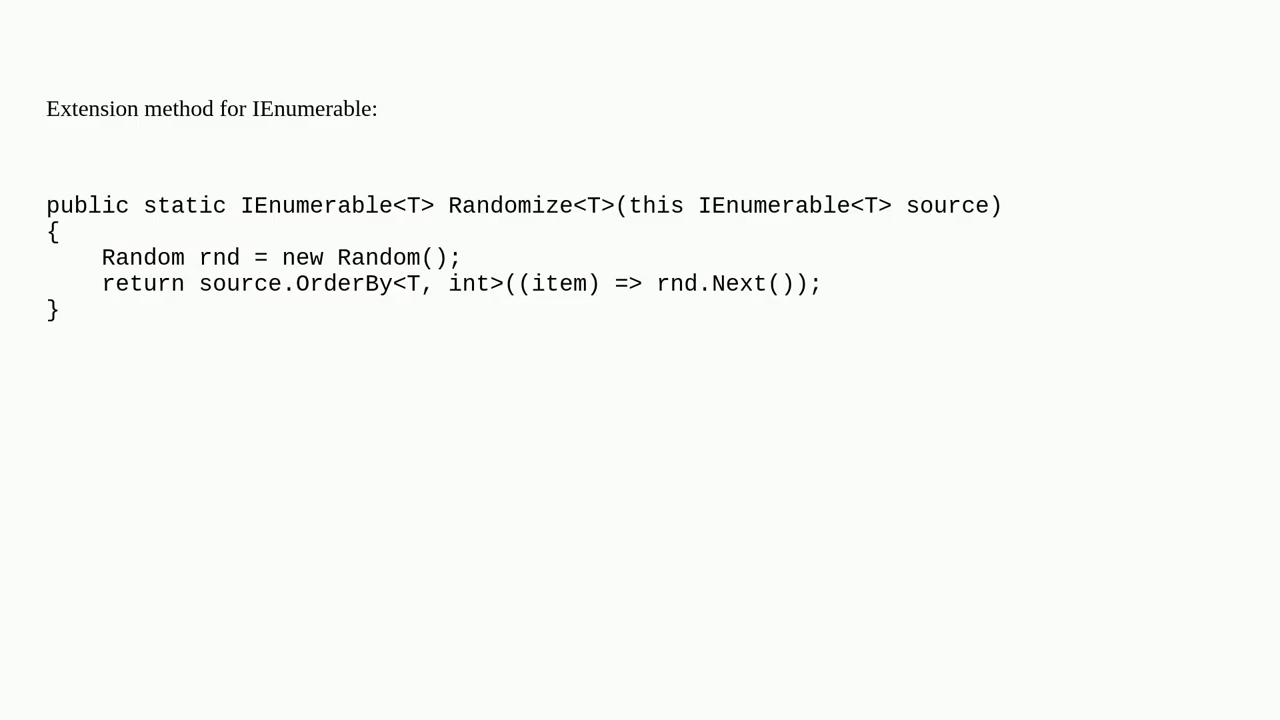 Extension method for IEnumerable:
public static IEnumerable<T> Randomize<T>(this IEnumerable<T> source)
{
    Random rnd = new Random();
    return source.OrderBy<T, int>((item) => rnd.Next());
}